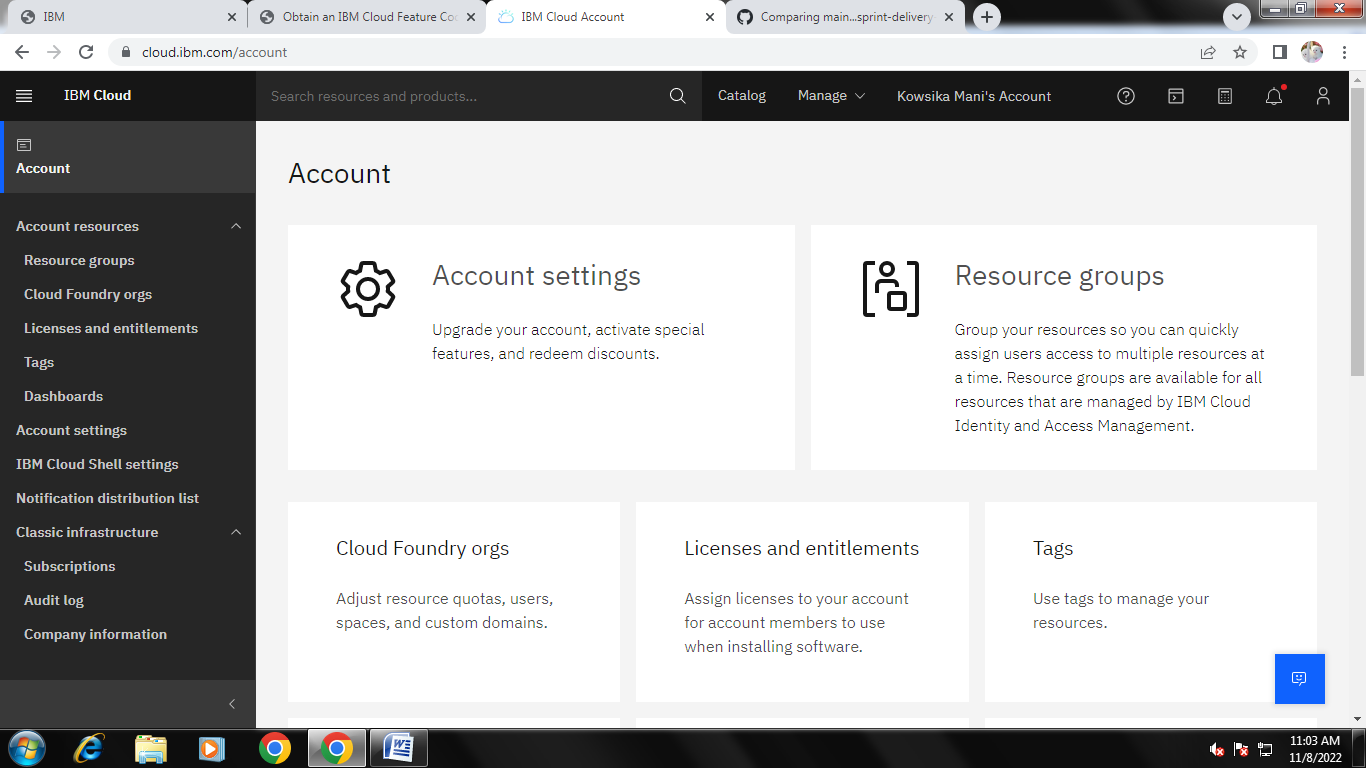 IBM
Obtain an IBM Cloud Feature Co
IBM Cloud Account
Comparing main...sprint-delivery
cloud.ibm.com/account
IBM Cloud
Search resources and products...
Catalog
Manage
Kowsika Mani's Account
Account
Account resources
Resource groups
Cloud Foundry orgs
Licenses and entitlements
Tags
Dashboards
Account settings
IBM Cloud Shell settings
Notification distribution list
Classic infrastructure
Subscriptions
Audit log
Company information
Account
Account settings
Upgrade your account, activate special
features, and redeem discounts.
Resource groups
Group your resources so you can quickly
assign users access to multiple resources at
a time. Resource groups are available for all
resources that are managed by IBM Cloud
Identity and Access Management.
Cloud Foundry orgs
Adjust resource quotas, users,
spaces, and custom domains.
Licenses and entitlements
Assign licenses to your account
for account members to use
when installing software.
Tags
Use tags to manage your
resources.
11:03 AM
11/8/2022